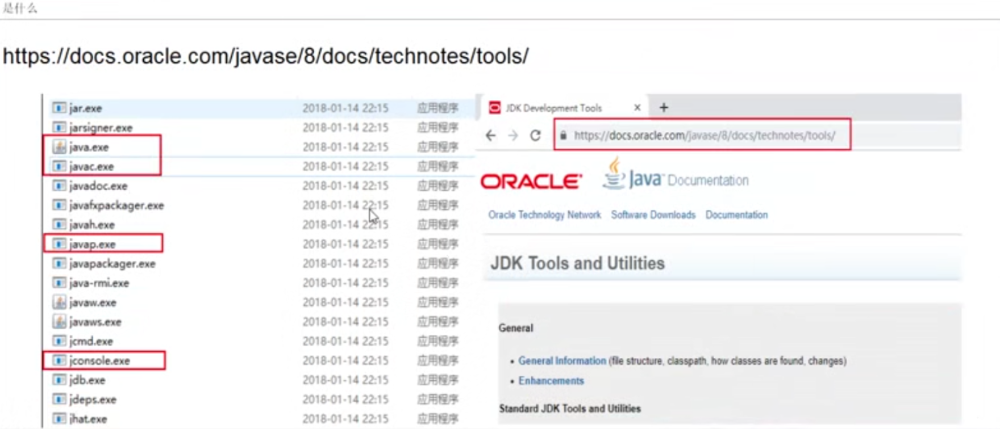 是什么
https://docs.oracle.com/javase/8/docs/technotes/tools/
jar.exe 2018-01-14 22:15 应用程序
jarsigner.exe 2018-01-14 22:15 应用程序
java.exe 2018-01-14 22:15 应用程序
javac.exe 2018-01-14 22:15 应用程序
javadoc.exe 2018-01-14 22:15 应用程序
javafxpackager.exe 2018-01-14 22:15 应用程序
javah.exe 2018-01-14 22:15 应用程序
javap.exe 2018-01-14 22:15 应用程序
javapackager.exe 2018-01-14 22:15 应用程序
java-rmi.exe 2018-01-14 22:15 应用程序
javaw.exe 2018-01-14 22:15 应用程序
javaws.exe 2018-01-14 22:15 应用程序
jcmd.exe 2018-01-14 22:15 应用程序
jconsole.exe 2018-01-14 22:15 应用程序
jdb.exe 2018-01-14 22:15 应用程序
jdeps.exe 2018-01-14 22:15 应用程序
jhat.exe 2018-01-14 22:15 应用程序
JDK Development Tools
https://docs.oracle.com/javase/8/docs/technotes/tools/
ORACLE Java Documentation
Oracle Technology Network Software Downloads Documentation
JDK Tools and Utilities
General
• General Information (file structure, classpath, how classes are found, changes)
• Enhancements
Standard JDK Tools and Utilities